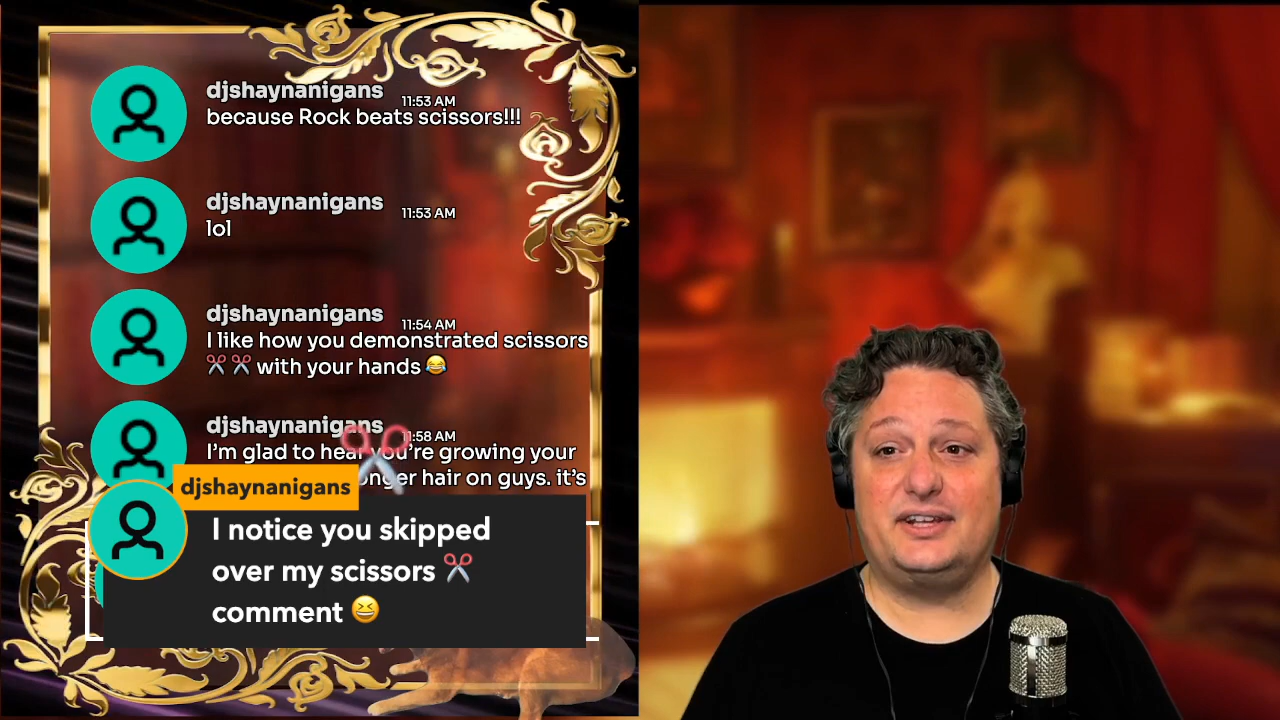 djshaynanigans 11:53 AM
because Rock beats scissors!!!
djshaynanigans 11:53 AM
lol
djshaynanigans 11:54 AM
I like how you demonstrated scissors
✂️✂️ with your hands 😂
djshaynanigans :58 AM
I'm glad to hear you're growing your
hair on guys. it's
djshaynanigans
I notice you skipped
over my scissors ✂️
comment 😆